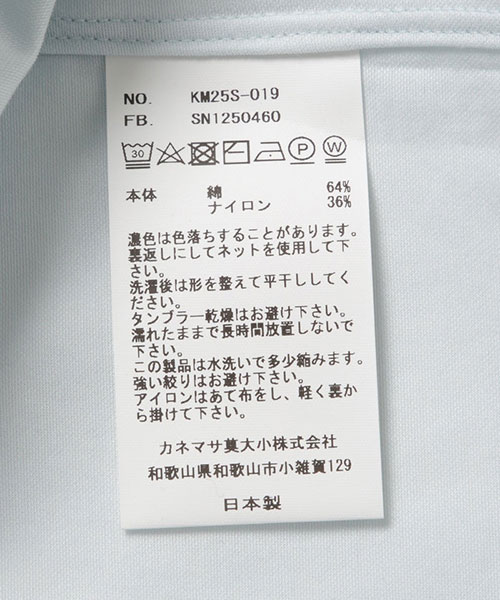 NO. KM25S-019
FB. SN1250460
30 P W
本体 綿 64%
ナイロン 36%
濃色は色落ちすることがあります。
裏返しにしてネットを使用して下
さい。
洗濯後は形を整えて平干ししてく
ださい。
タンブラー乾燥はお避け下さい。
濡れたままで長時間放置しないで
下さい。
この製品は水洗いで多少縮みます。
強い絞りはお避け下さい。
アイロンはあて布をし、軽く裏か
ら掛けて下さい。
カネマサ莫大小株式会社
和歌山県和歌山市小雑賀129
日本製